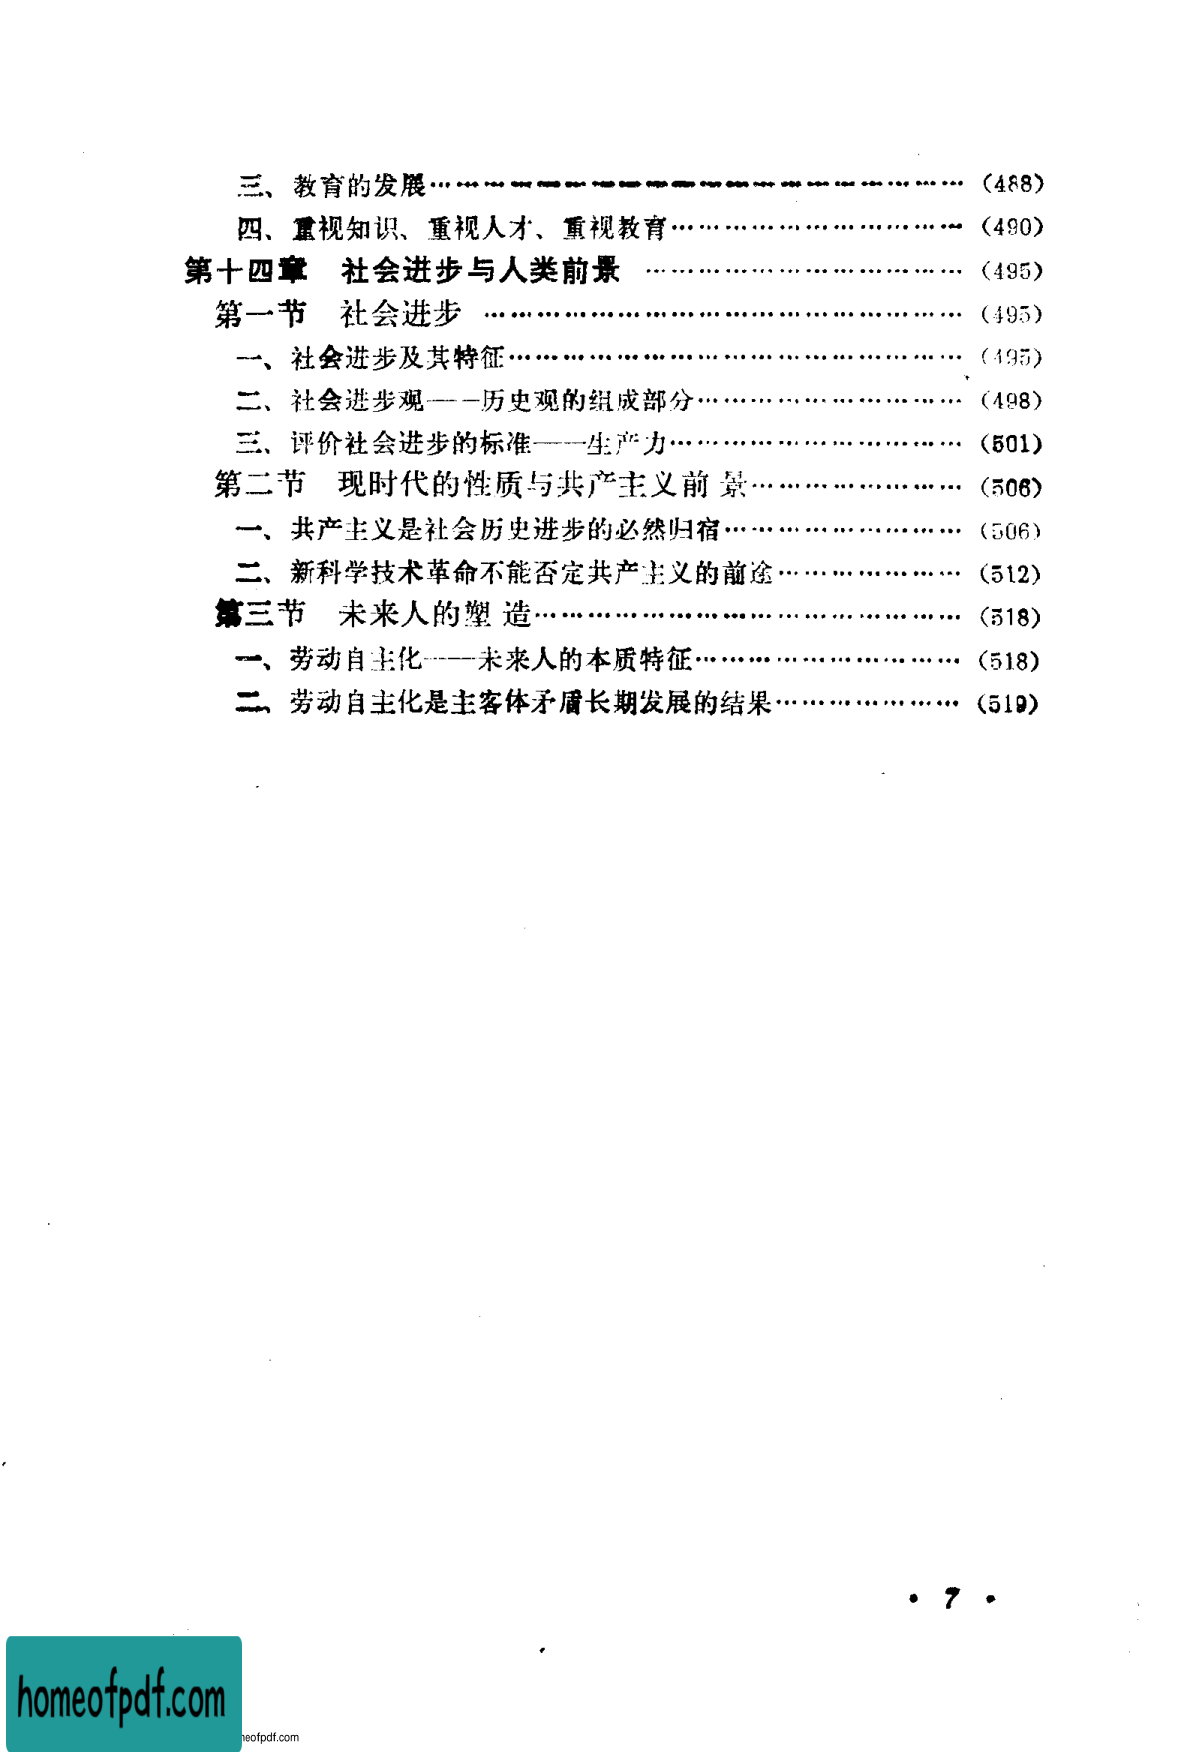 三、教育的发展……………………………………………………(488)
四、重视知识、重视人才、重视教育……………………………(490)
第十四章 社会进步与人类前景 ………………………………(495)
第一节 社会进步 ………………………………………………(495)
一、社会进步及其特征……………………………………………(495)
二、社会进步观——历史观的组成部分…………………………(498)
三、评价社会进步的标准——生产力……………………………(501)
第二节 现时代的性质与共产主义前景……………………(506)
一、共产主义是社会历史进步的必然归宿………………………(506)
二、新科学技术革命不能否定共产主义的前途…………………(512)
第三节 未来人的塑造…………………………………………(518)
一、劳动自主化——未来人的本质特征…………………………(518)
二、劳动自主化是主客体矛盾长期发展的结果…………………(519)
• 7 •
homeofpdf.com
eofpdf.com